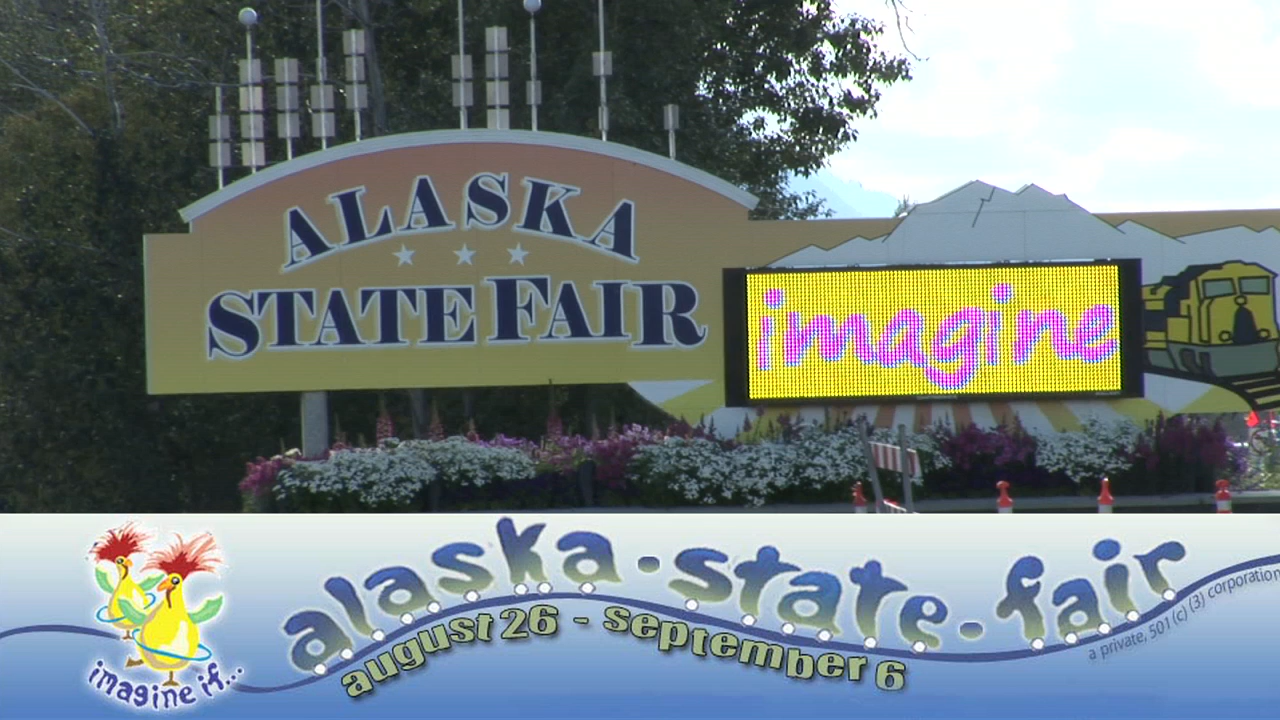 ALASKA
STATE FAIR
imagine
alaska · state · fair
august 26 - september 6
a private, 501 (c) (3) corporation
imagine if...